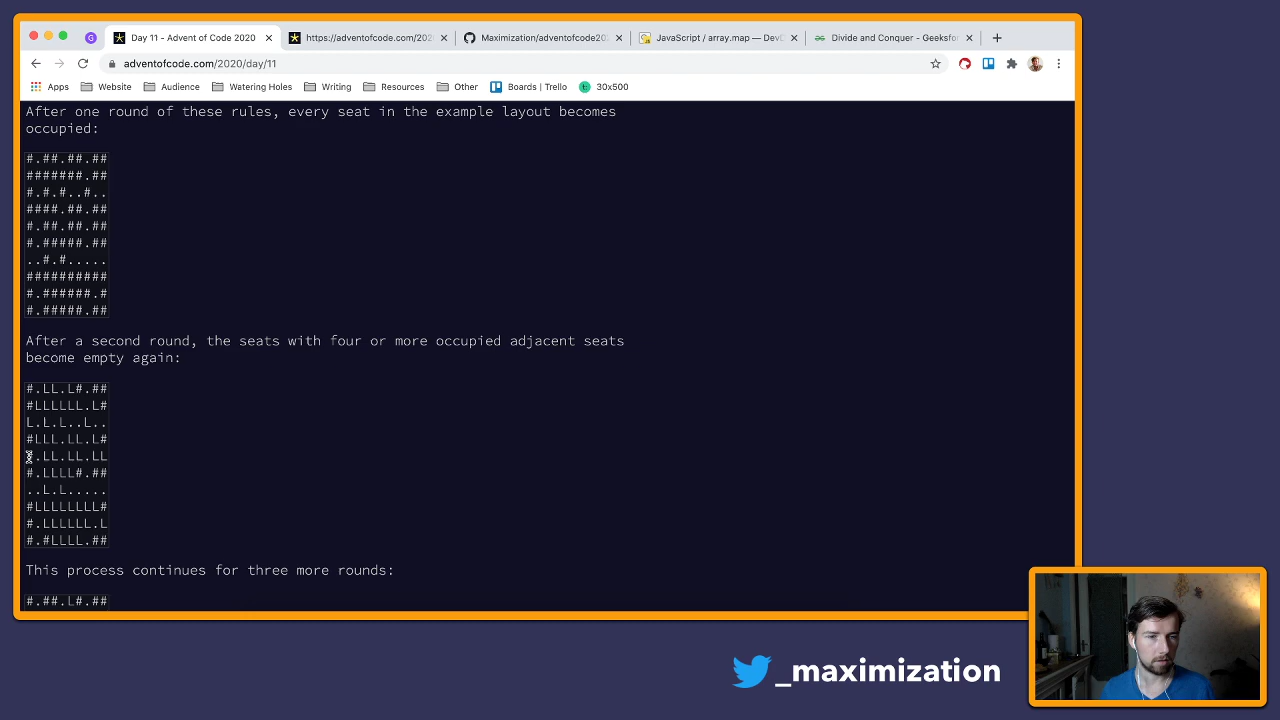 Day 11 - Advent of Code 2020
https://adventofcode.com/202
Maximization/adventofcode20
JavaScript / array.map — DevD
Divide and Conquer - Geeksfor
adventofcode.com/2020/day/11
Apps Website Audience Watering Holes Writing Resources Other Boards | Trello 30x500
After one round of these rules, every seat in the example layout becomes
occupied:
#.##.##.##
#######.##
#.#.#..#..
####.##.##
#.##.##.##
#.#####.##
..#.#.....
##########
#.######.#
#.#####.##
After a second round, the seats with four or more occupied adjacent seats
become empty again:
#.LL.L#.##
#LLLLLL.L#
L.L.L..L..
#LLL.LL.L#
.LL.LL.LL
#.LLLL#.##
..L.L.....
#LLLLLLLL#
#.LLLLLL.L
#.#LLLL.##
This process continues for three more rounds:
#.##.L#.##
_maximization